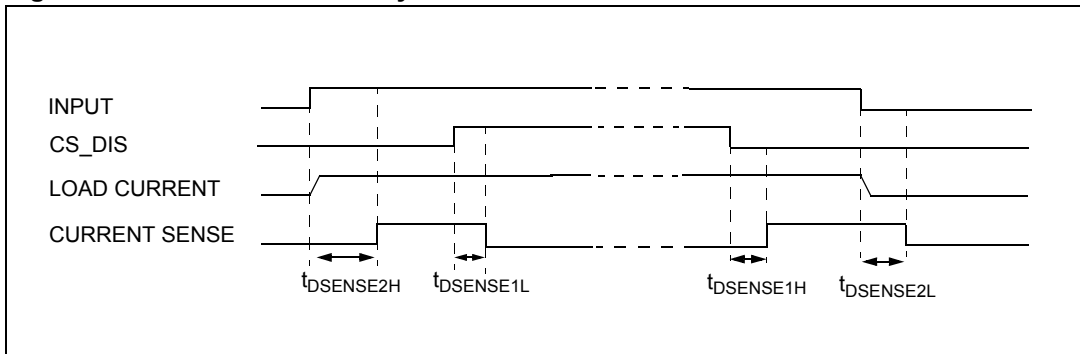 INPUT
CS_DIS
LOAD CURRENT
CURRENT SENSE
tDSENSE2H tDSENSE1L tDSENSE1H tDSENSE2L